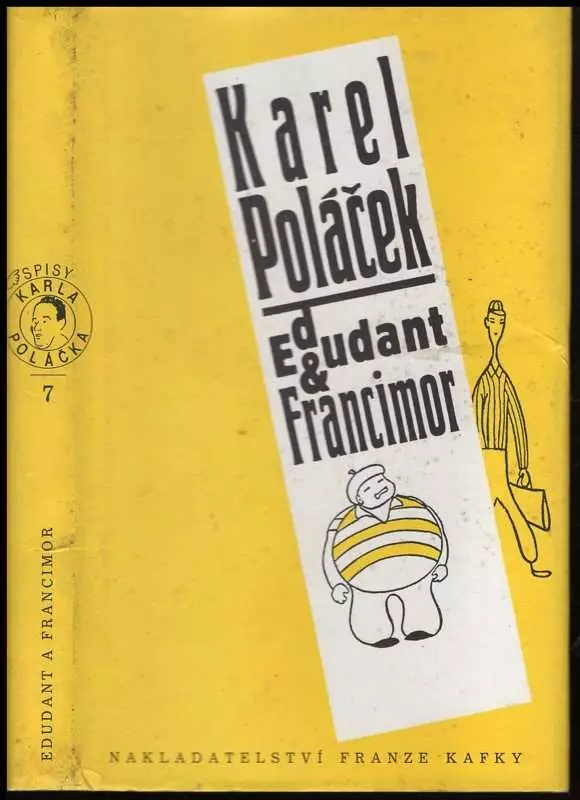 Karel
Poláček
Edudant
&
Francimor
SPISY
KARLA
POLÁČKA
7
EDUDANT A FRANCIMOR
NAKLADATELSTVÍ FRANZE KAFKY